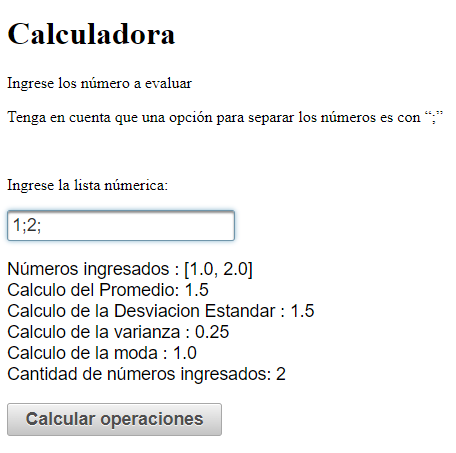 Calculadora
Ingrese los número a evaluar
Tenga en cuenta que una opción para separar los números es con “;”
Ingrese la lista númerica:
1;2;
Números ingresados : [1.0, 2.0]
Calculo del Promedio: 1.5
Calculo de la Desviacion Estandar : 1.5
Calculo de la varianza : 0.25
Calculo de la moda : 1.0
Cantidad de números ingresados: 2
Calcular operaciones